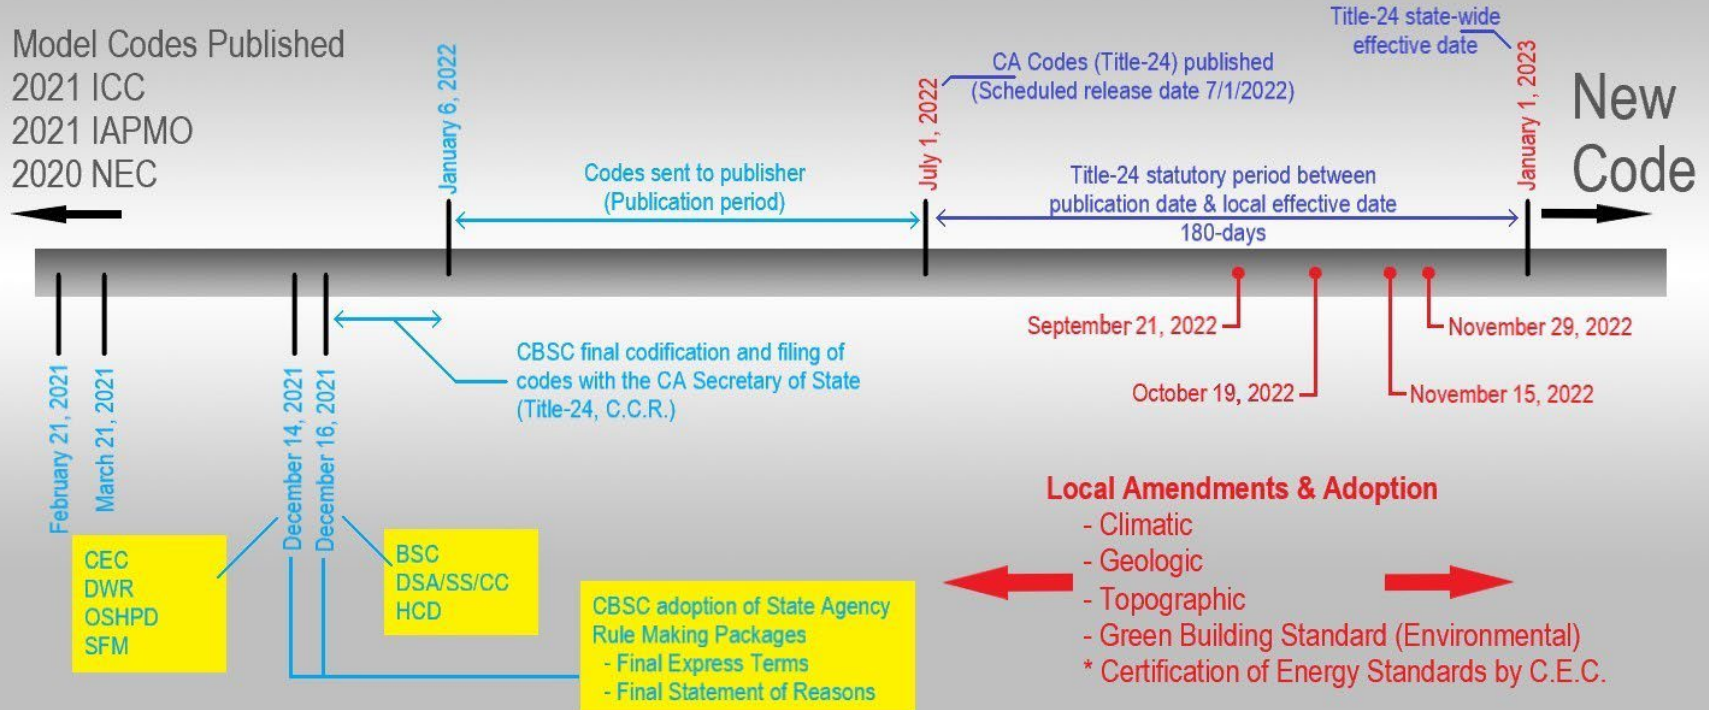 Model Codes Published
2021 ICC
2021 IAPMO
2020 NEC
January 6, 2022
Codes sent to publisher
(Publication period)
July 1, 2022
CA Codes (Title-24) published
(Scheduled release date 7/1/2022)
Title-24 statutory period between
publication date & local effective date
180-days
Title-24 state-wide
effective date
January 1, 2023
New
Code
February 21, 2021
March 21, 2021
December 14, 2021
December 16, 2021
CBSC final codification and filing of
codes with the CA Secretary of State
(Title-24, C.C.R.)
September 21, 2022
October 19, 2022
November 15, 2022
November 29, 2022
CEC
DWR
OSHPD
SFM
BSC
DSA/SS/CC
HCD
CBSC adoption of State Agency
Rule Making Packages
- Final Express Terms
- Final Statement of Reasons
Local Amendments & Adoption
- Climatic
- Geologic
- Topographic
- Green Building Standard (Environmental)
* Certification of Energy Standards by C.E.C.